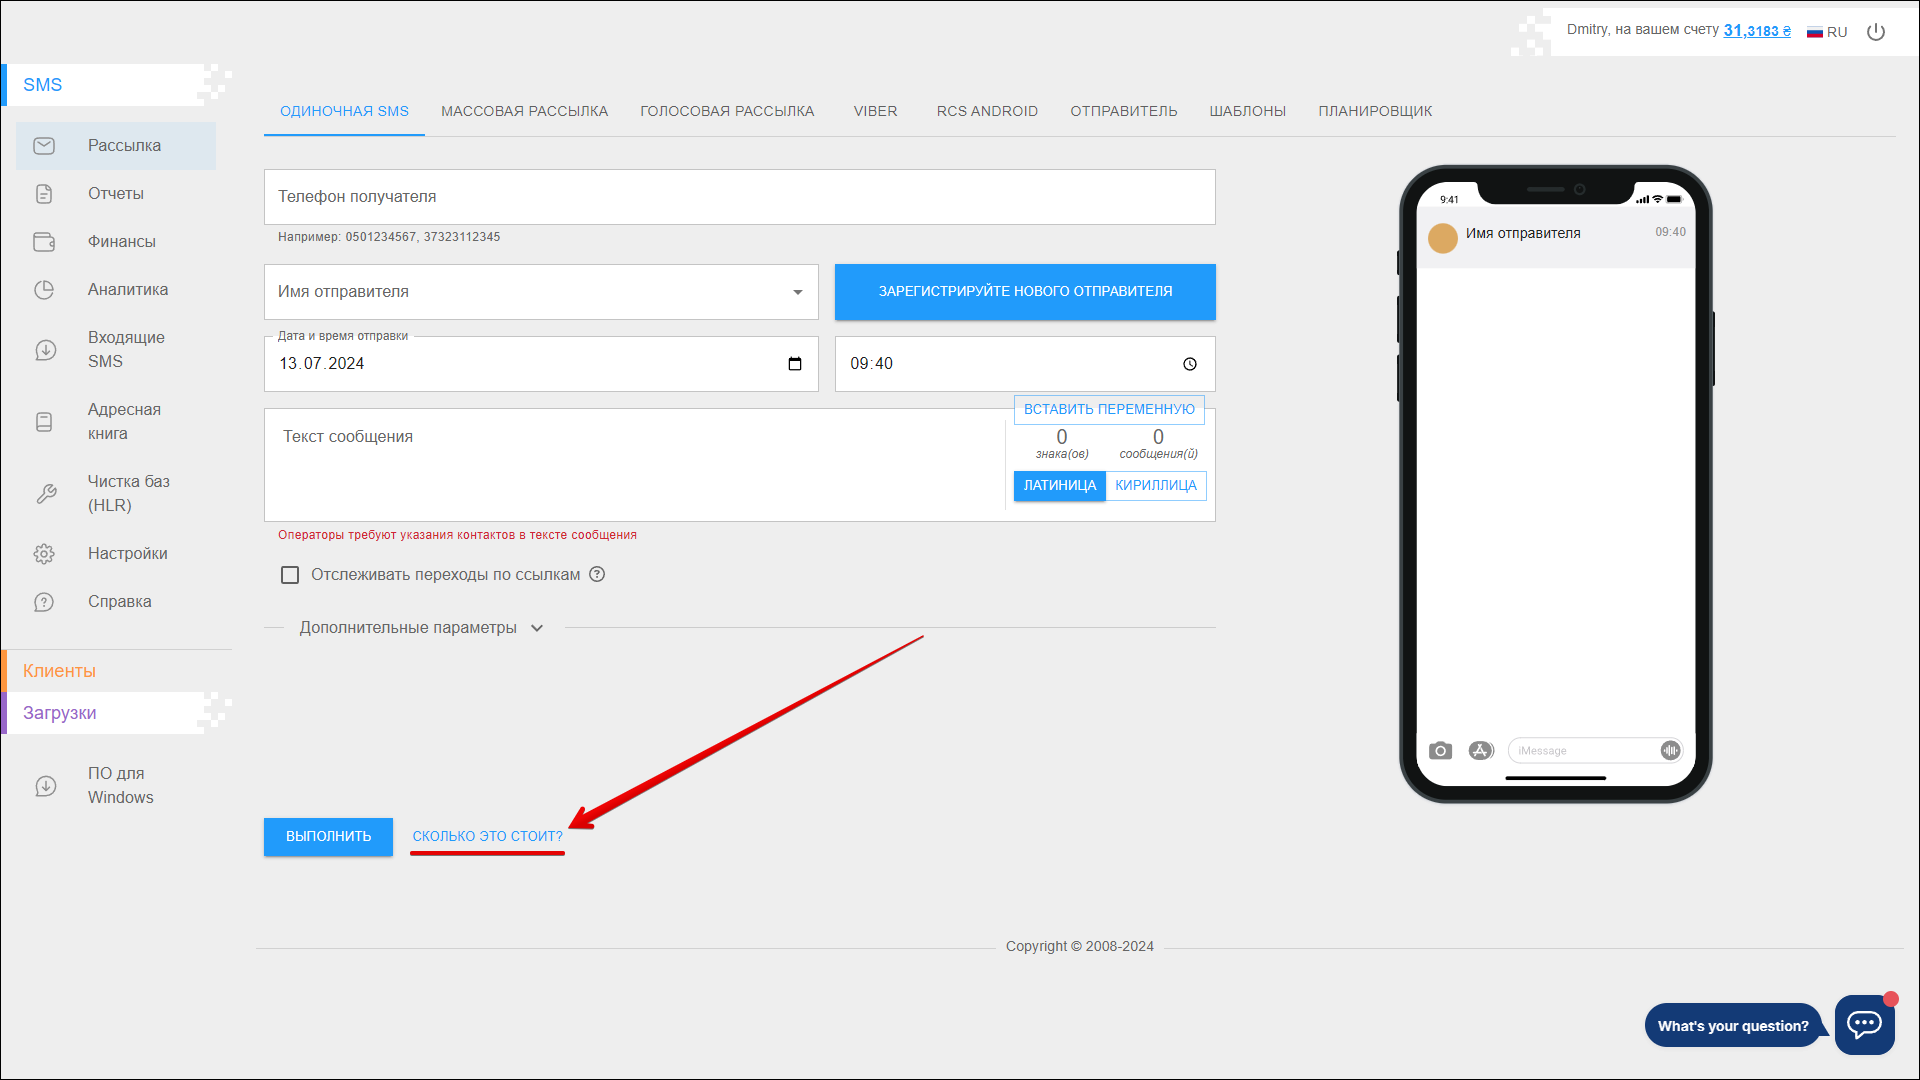 Dmitry, на вашем счету 31,3183 ₴ RU
SMS
Рассылка
Отчеты
Финансы
Аналитика
Входящие
SMS
Адресная
книга
Чистка баз
(HLR)
Настройки
Справка
Клиенты
Загрузки
ПО для
Windows
ОДИНОЧНАЯ SMS МАССОВАЯ РАССЫЛКА ГОЛОСОВАЯ РАССЫЛКА VIBER RCS ANDROID ОТПРАВИТЕЛЬ ШАБЛОНЫ ПЛАНИРОВЩИК
Телефон получателя
Например: 0501234567, 37323112345
Имя отправителя
ЗАРЕГИСТРИРУЙТЕ НОВОГО ОТПРАВИТЕЛЯ
Дата и время отправки
13.07.2024
09:40
Текст сообщения
ВСТАВИТЬ ПЕРЕМЕННУЮ
0 0
знака(ов) сообщения(й)
ЛАТИНИЦА КИРИЛЛИЦА
Операторы требуют указания контактов в тексте сообщения
Отслеживать переходы по ссылкам
Дополнительные параметры
ВЫПОЛНИТЬ СКОЛЬКО ЭТО СТОИТ?
9:41
Имя отправителя 09:40
iMessage
Copyright © 2008-2024
What's your question?